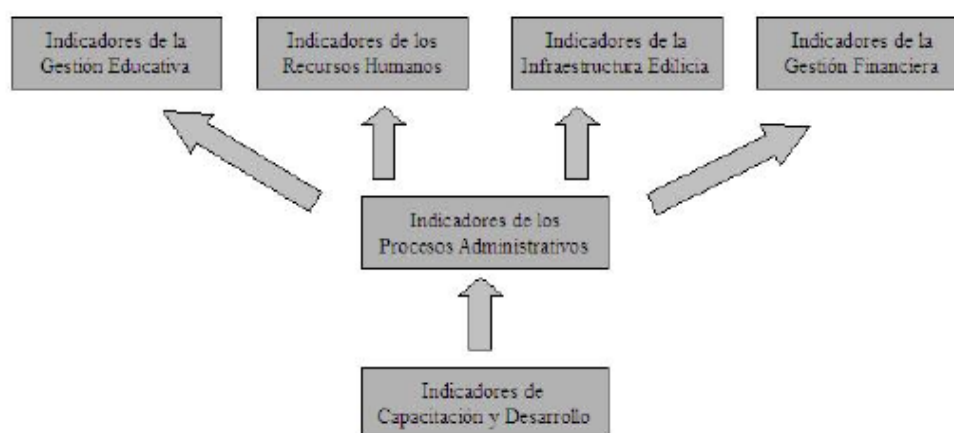 Indicadores de la
Gestión Educativa
Indicadores de los
Recursos Humanos
Indicadores de la
Infraestructura Edilicia
Indicadores de la
Gestión Financiera
Indicadores de los
Procesos Administrativos
Indicadores de
Capacitación y Desarrollo